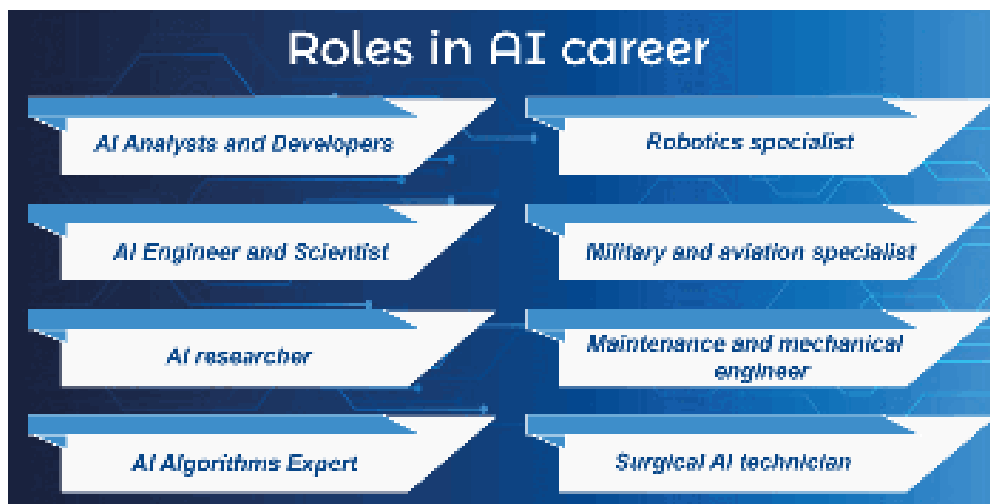 Roles in AI career
AI Analysts and Developers
AI Engineer and Scientist
AI researcher
AI Algorithms Expert
Robotics specialist
Military and aviation specialist
Maintenance and mechanical
engineer
Surgical AI technician